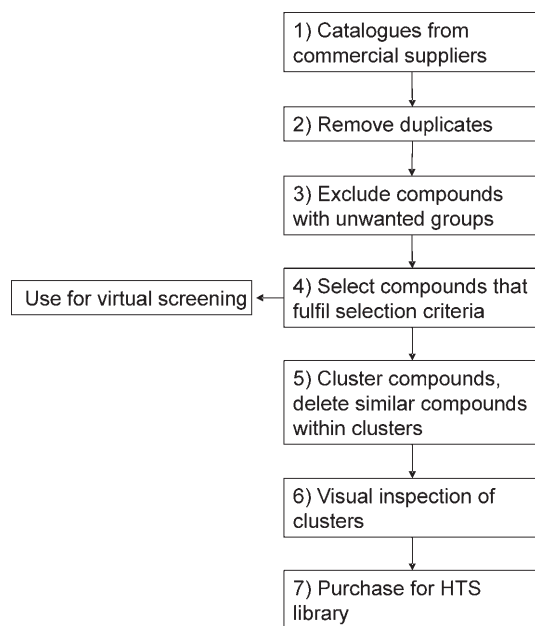 1) Catalogues from
commercial suppliers
2) Remove duplicates
3) Exclude compounds
with unwanted groups
Use for virtual screening
4) Select compounds that
fulfil selection criteria
5) Cluster compounds,
delete similar compounds
within clusters
6) Visual inspection of
clusters
7) Purchase for HTS
library